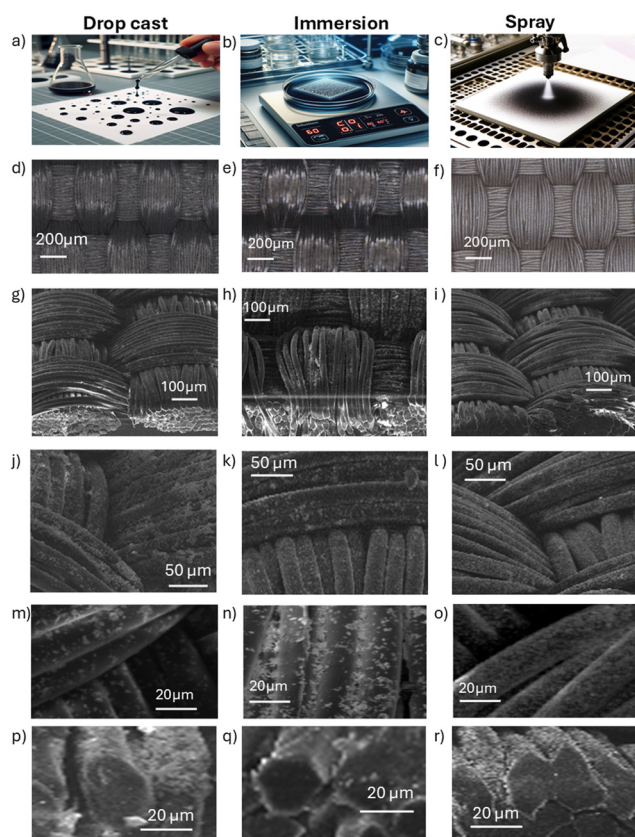 Drop cast Immersion Spray
a) b) c)
60
d) e) f)
200µm 200µm 200µm
g) h) i)
100µm 100µm 100µm
j) k) l)
50 µm 50 µm 50 µm
m) n) o)
20µm 20µm 20µm
p) q) r)
20 µm 20 µm 20 µm